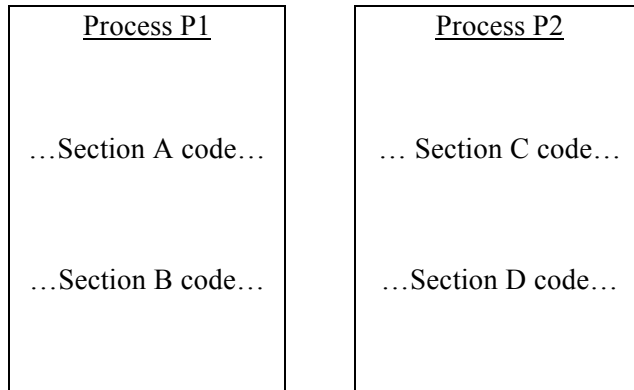 Process P1
…Section A code…
…Section B code…
Process P2
… Section C code…
…Section D code…